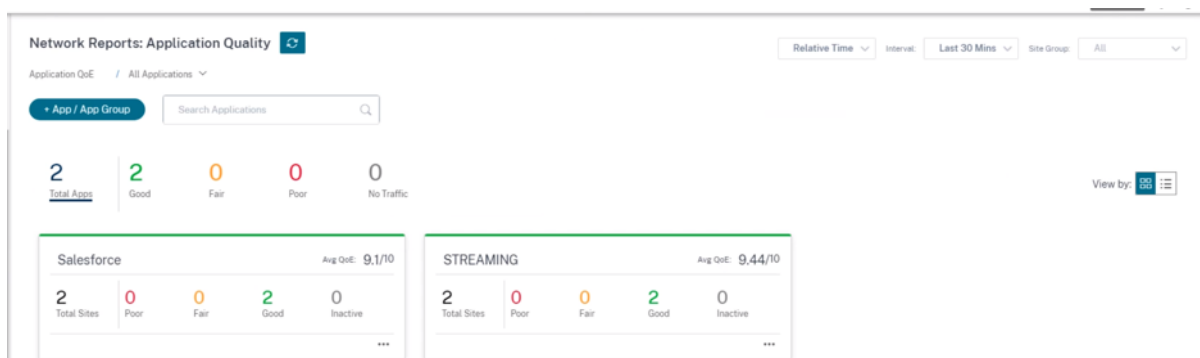 Network Reports: Application Quality
Relative Time Interval: Last 30 Mins Site Group: All
Application QoE / All Applications
+ App / App Group Search Applications
2 2 0 0 0
Total Apps Good Fair Poor No Traffic
View by:
Salesforce Avg QoE: 9.1/10
2 0 0 2 0
Total Sites Poor Fair Good Inactive
STREAMING Avg QoE: 9.44/10
2 0 0 2 0
Total Sites Poor Fair Good Inactive